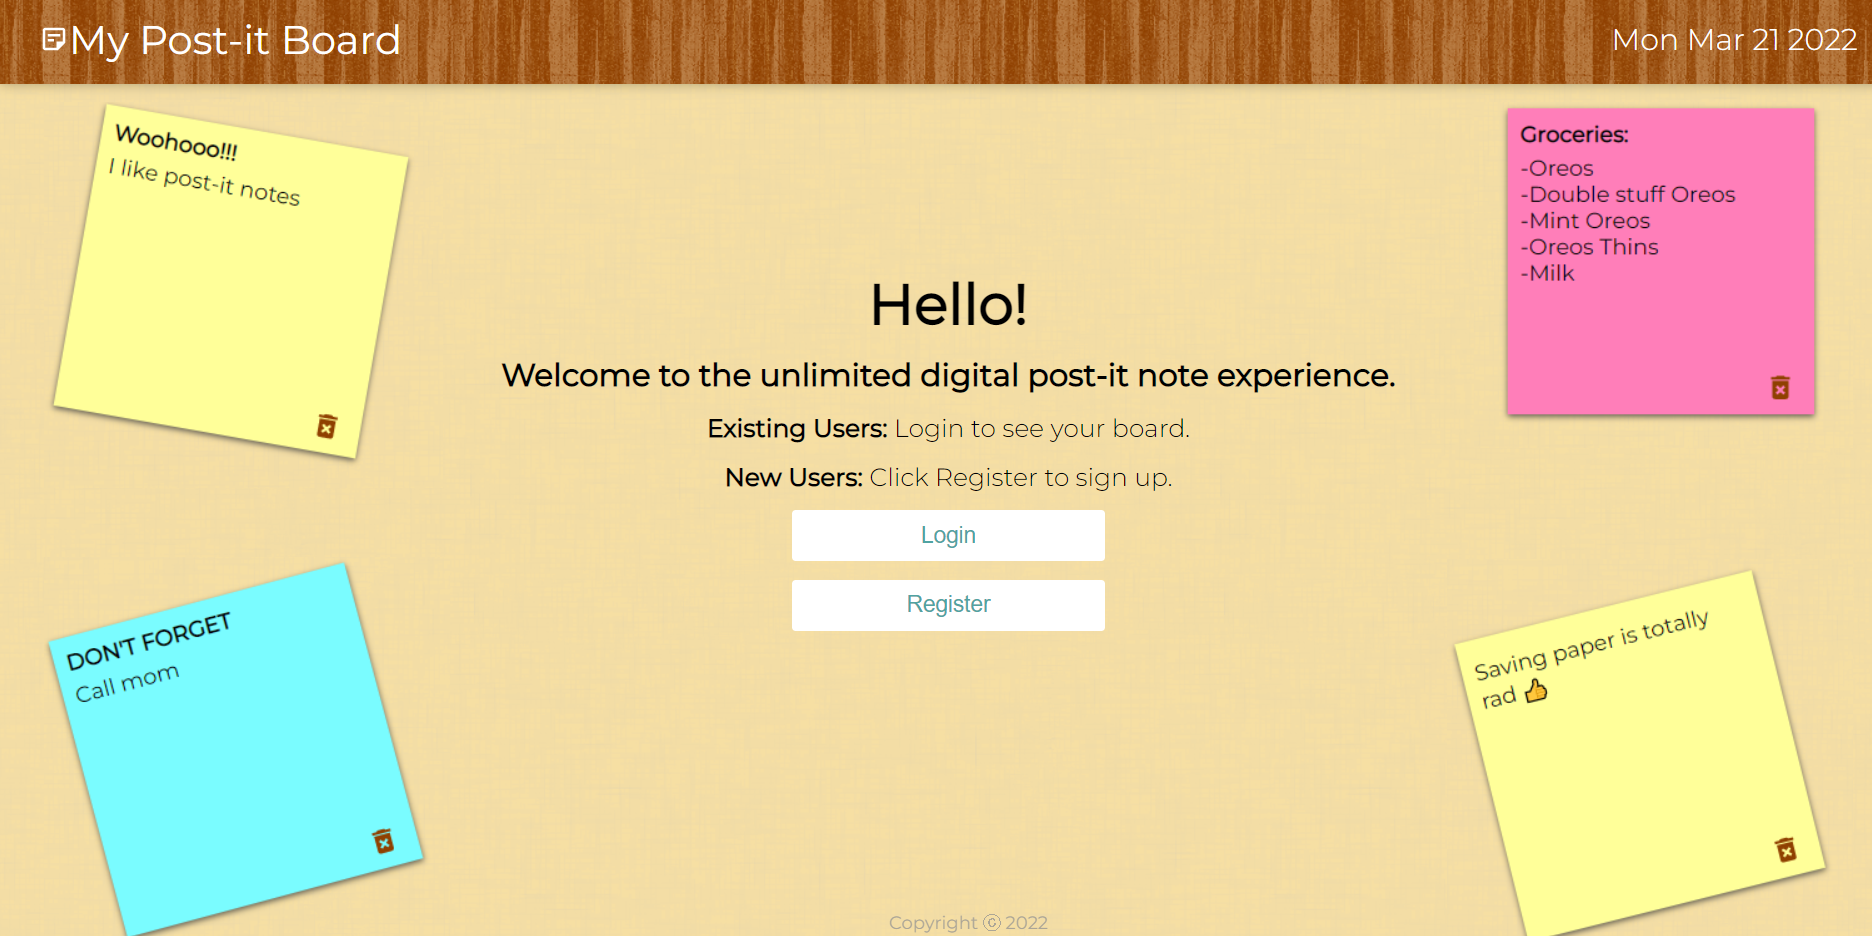 My Post-it Board
Mon Mar 21 2022
Woohooo!!!
I like post-it notes
Groceries:
-Oreos
-Double stuff Oreos
-Mint Oreos
-Oreos Thins
-Milk
Hello!
Welcome to the unlimited digital post-it note experience.
Existing Users: Login to see your board.
New Users: Click Register to sign up.
Login
Register
DON'T FORGET
Call mom
Saving paper is totally
rad 👍
Copyright ⓒ 2022